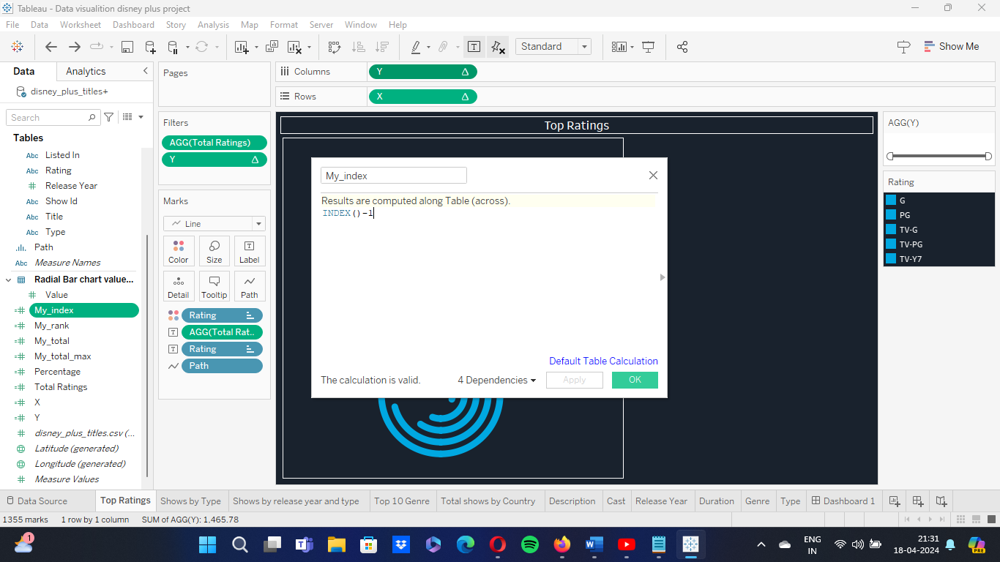 Tableau - Data visualition disney plus project
File Data Worksheet Dashboard Story Analysis Map Format Server Window Help
Standard
Show Me
Data Analytics
disney_plus_titles+
Search
Tables
Abc Listed In
Abc Rating
Release Year
Abc Show Id
Abc Title
Abc Type
Path
Abc Measure Names
Radial Bar chart value...
Value
My_index
My_rank
My_total
My_total_max
Percentage
Total Ratings
X
Y
disney_plus_titles.csv (...
Latitude (generated)
Longitude (generated)
Measure Values
Pages
Filters
AGG(Total Ratings)
Y
Marks
Line
Color Size Label
Detail Tooltip Path
Rating
AGG(Total Rat..
Rating
Path
Columns Y
Rows X
Top Ratings
My_index
Results are computed along Table (across).
INDEX()-1
Default Table Calculation
The calculation is valid. 4 Dependencies Apply OK
AGG(Y)
Rating
G
PG
TV-G
TV-PG
TV-Y7
Data Source Top Ratings Shows by Type Shows by release year and type Top 10 Genre Total shows by Country Description Cast Release Year Duration Genre Type Dashboard 1
1355 marks 1 row by 1 column SUM of AGG(Y): 1,465.78
1
ENG
IN
21:31
18-04-2024
PRE